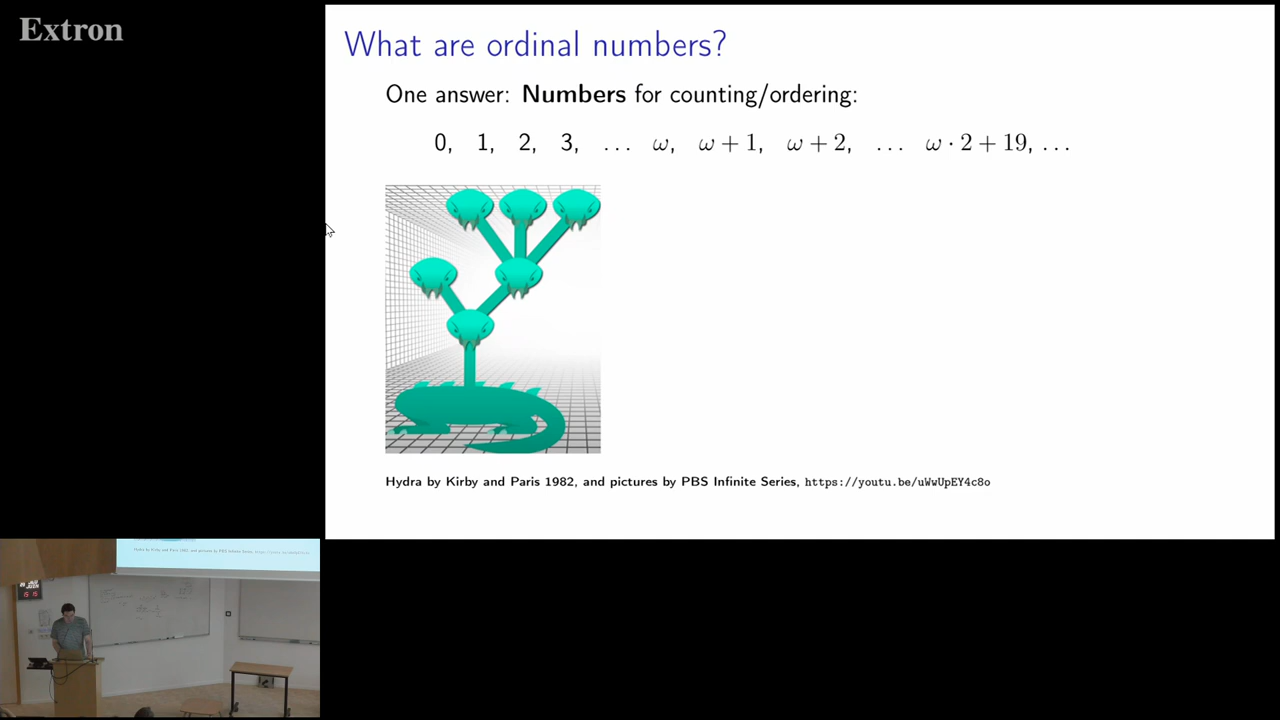 Extron
What are ordinal numbers?
One answer: Numbers for counting/ordering:
0, 1, 2, 3, ... ω, ω + 1, ω + 2, ... ω · 2 + 19, ...
Hydra by Kirby and Paris 1982, and pictures by PBS Infinite Series, https://youtu.be/uWwUpEY4c8o